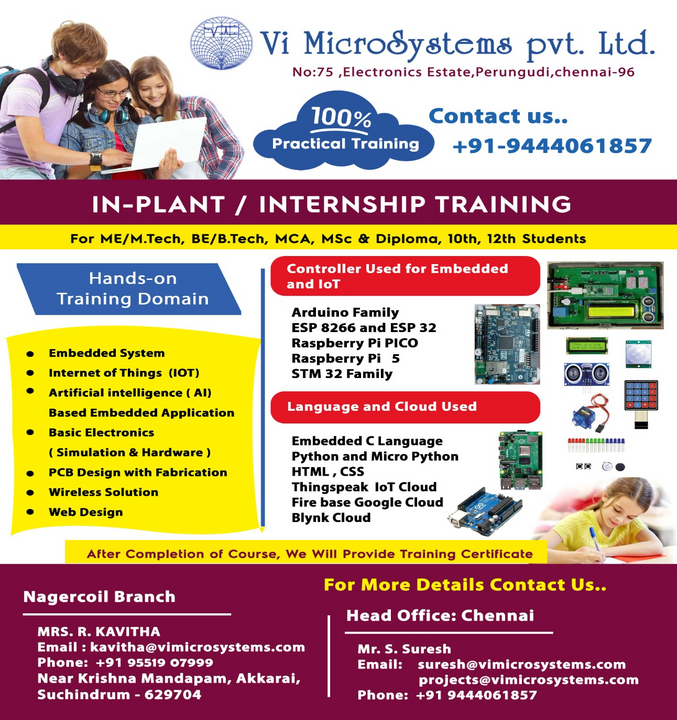 Vi MicroSystems pvt. Ltd.
No:75 ,Electronics Estate,Perungudi,chennai-96
100%
Practical Training
Contact us..
+91-9444061857
IN-PLANT / INTERNSHIP TRAINING
For ME/M.Tech, BE/B.Tech, MCA, MSc & Diploma, 10th, 12th Students
Hands-on
Training Domain
• Embedded System
• Internet of Things (IOT)
• Artificial intelligence ( AI)
Based Embedded Application
• Basic Electronics
( Simulation & Hardware )
• PCB Design with Fabrication
• Wireless Solution
• Web Design
Controller Used for Embedded
and IoT
Arduino Family
ESP 8266 and ESP 32
Raspberry Pi PICO
Raspberry Pi 5
STM 32 Family
Language and Cloud Used
Embedded C Language
Python and Micro Python
HTML , CSS
Thingspeak IoT Cloud
Fire base Google Cloud
Blynk Cloud
After Completion of Course, We Will Provide Training Certificate
For More Details Contact Us..
Nagercoil Branch
MRS. R. KAVITHA
Email : kavitha@vimicrosystems.com
Phone: +91 95519 07999
Near Krishna Mandapam, Akkarai,
Suchindrum - 629704
Head Office: Chennai
Mr. S. Suresh
Email: suresh@vimicrosystems.com
projects@vimicrosystems.com
Phone: +91 9444061857